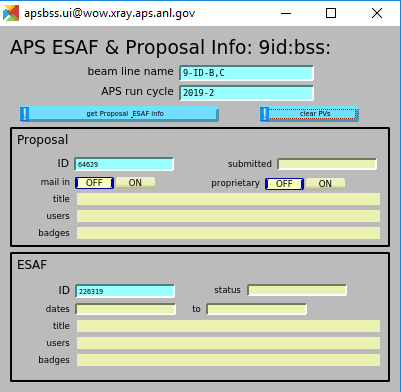 apsbss.ui@wow.xray.aps.anl.gov
APS ESAF & Proposal Info: 9id:bss:
beam line name 9-ID-B,C
APS run cycle 2019-2
! get Proposal _ESAF info ! clear PVs
Proposal
ID 64629 submitted
mail in OFF ON proprietary OFF ON
title
users
badges
ESAF
ID 226319 status
dates to
title
users
badges